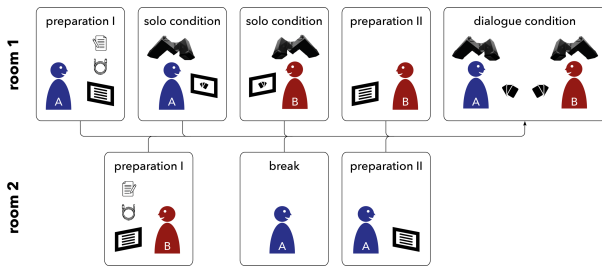 room 1
preparation I
A
solo condition
A
solo condition
B
preparation II
B
dialogue condition
A
B
room 2
preparation I
B
break
A
preparation II
A